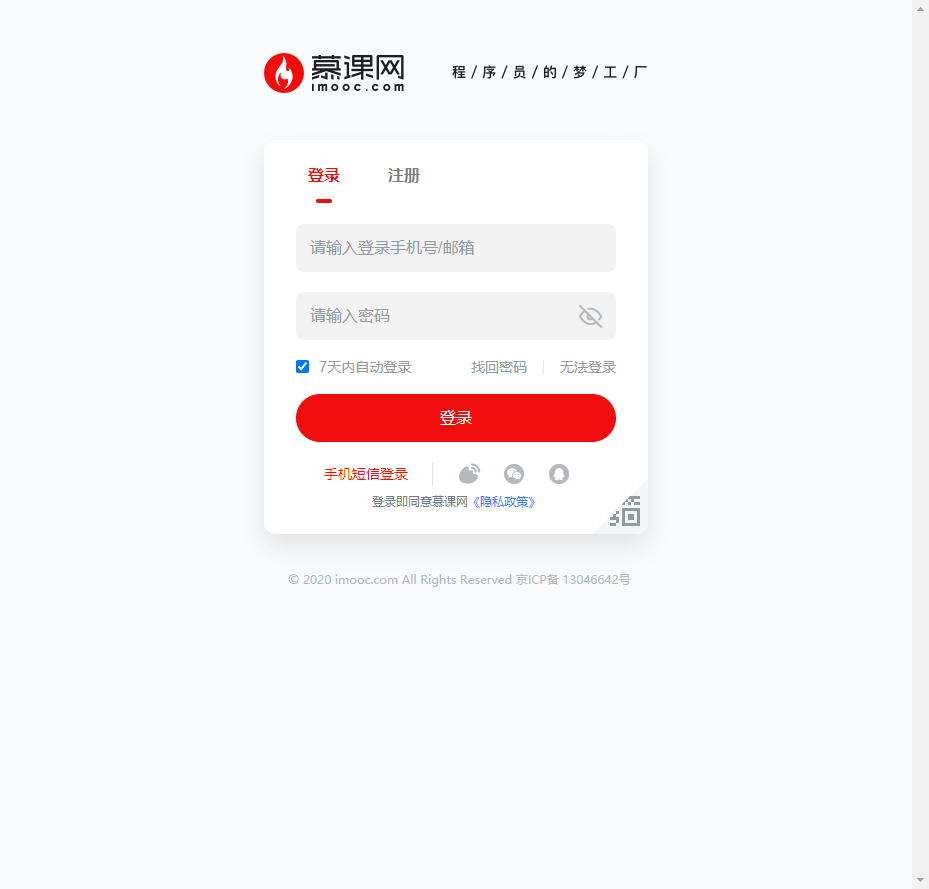 慕课网
imooc.com
程/序/员/的/梦/工/厂
登录 注册
请输入登录手机号/邮箱
请输入密码
7天内自动登录 找回密码 无法登录
登录
手机短信登录
登录即同意慕课网《隐私政策》
© 2020 imooc.com All Rights Reserved 京ICP备 13046642号